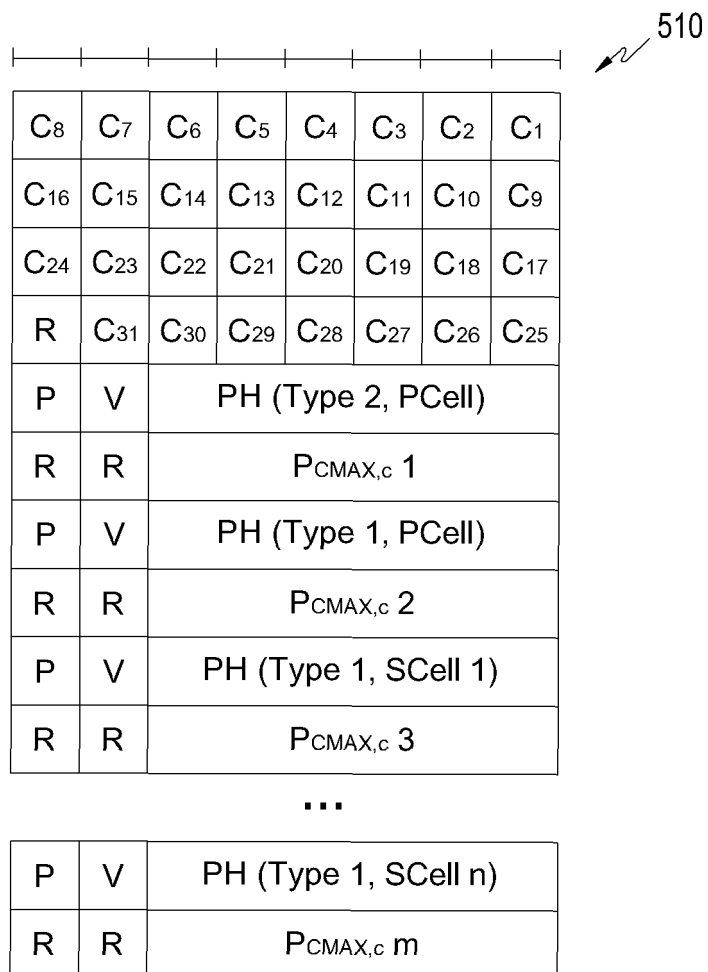 510
C8 C7 C6 C5 C4 C3 C2 C1
C16 C15 C14 C13 C12 C11 C10 C9
C24 C23 C22 C21 C20 C19 C18 C17
R C31 C30 C29 C28 C27 C26 C25
P V PH (Type 2, PCell)
R R PCMAX,c 1
P V PH (Type 1, PCell)
R R PCMAX,c 2
P V PH (Type 1, SCell 1)
R R PCMAX,c 3
...
P V PH (Type 1, SCell n)
R R PCMAX,c m